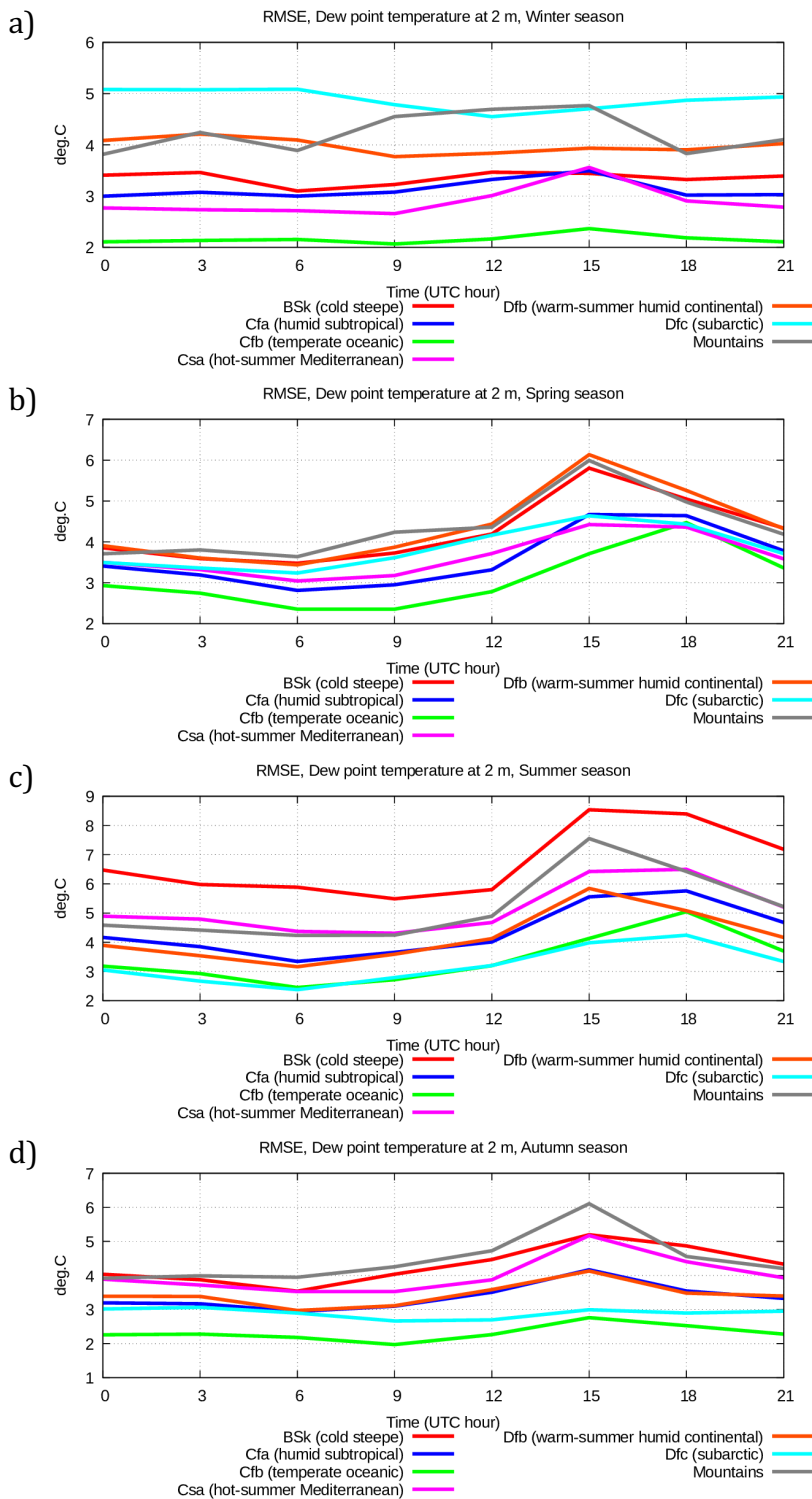 a)
RMSE, Dew point temperature at 2 m, Winter season
6
5
4
3
2
deg.C
0 3 6 9 12 15 18 21
Time (UTC hour)
BSk (cold steepe) Dfb (warm-summer humid continental)
Cfa (humid subtropical) Dfc (subarctic)
Cfb (temperate oceanic) Mountains
Csa (hot-summer Mediterranean)
b)
RMSE, Dew point temperature at 2 m, Spring season
7
6
5
4
3
2
deg.C
0 3 6 9 12 15 18 21
Time (UTC hour)
BSk (cold steepe) Dfb (warm-summer humid continental)
Cfa (humid subtropical) Dfc (subarctic)
Cfb (temperate oceanic) Mountains
Csa (hot-summer Mediterranean)
c)
RMSE, Dew point temperature at 2 m, Summer season
9
8
7
6
5
4
3
2
deg.C
0 3 6 9 12 15 18 21
Time (UTC hour)
BSk (cold steepe) Dfb (warm-summer humid continental)
Cfa (humid subtropical) Dfc (subarctic)
Cfb (temperate oceanic) Mountains
Csa (hot-summer Mediterranean)
d)
RMSE, Dew point temperature at 2 m, Autumn season
7
6
5
4
3
2
1
deg.C
0 3 6 9 12 15 18 21
Time (UTC hour)
BSk (cold steepe) Dfb (warm-summer humid continental)
Cfa (humid subtropical) Dfc (subarctic)
Cfb (temperate oceanic) Mountains
Csa (hot-summer Mediterranean)